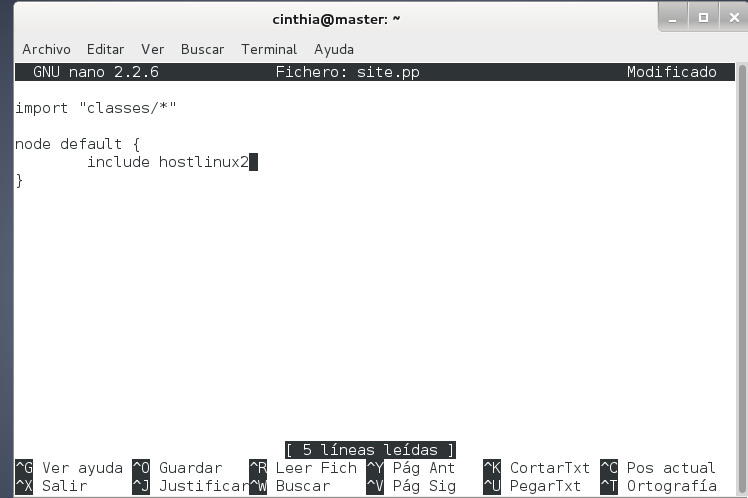 cinthia@master: ~
Archivo Editar Ver Buscar Terminal Ayuda
GNU nano 2.2.6 Fichero: site.pp Modificado
import "classes/*"
node default {
include hostlinux2
}
[ 5 líneas leídas ]
^G Ver ayuda ^O Guardar ^R Leer Fich ^Y Pág Ant ^K CortarTxt ^C Pos actual
^X Salir ^J Justificar ^W Buscar ^V Pág Sig ^U PegarTxt ^T Ortografía